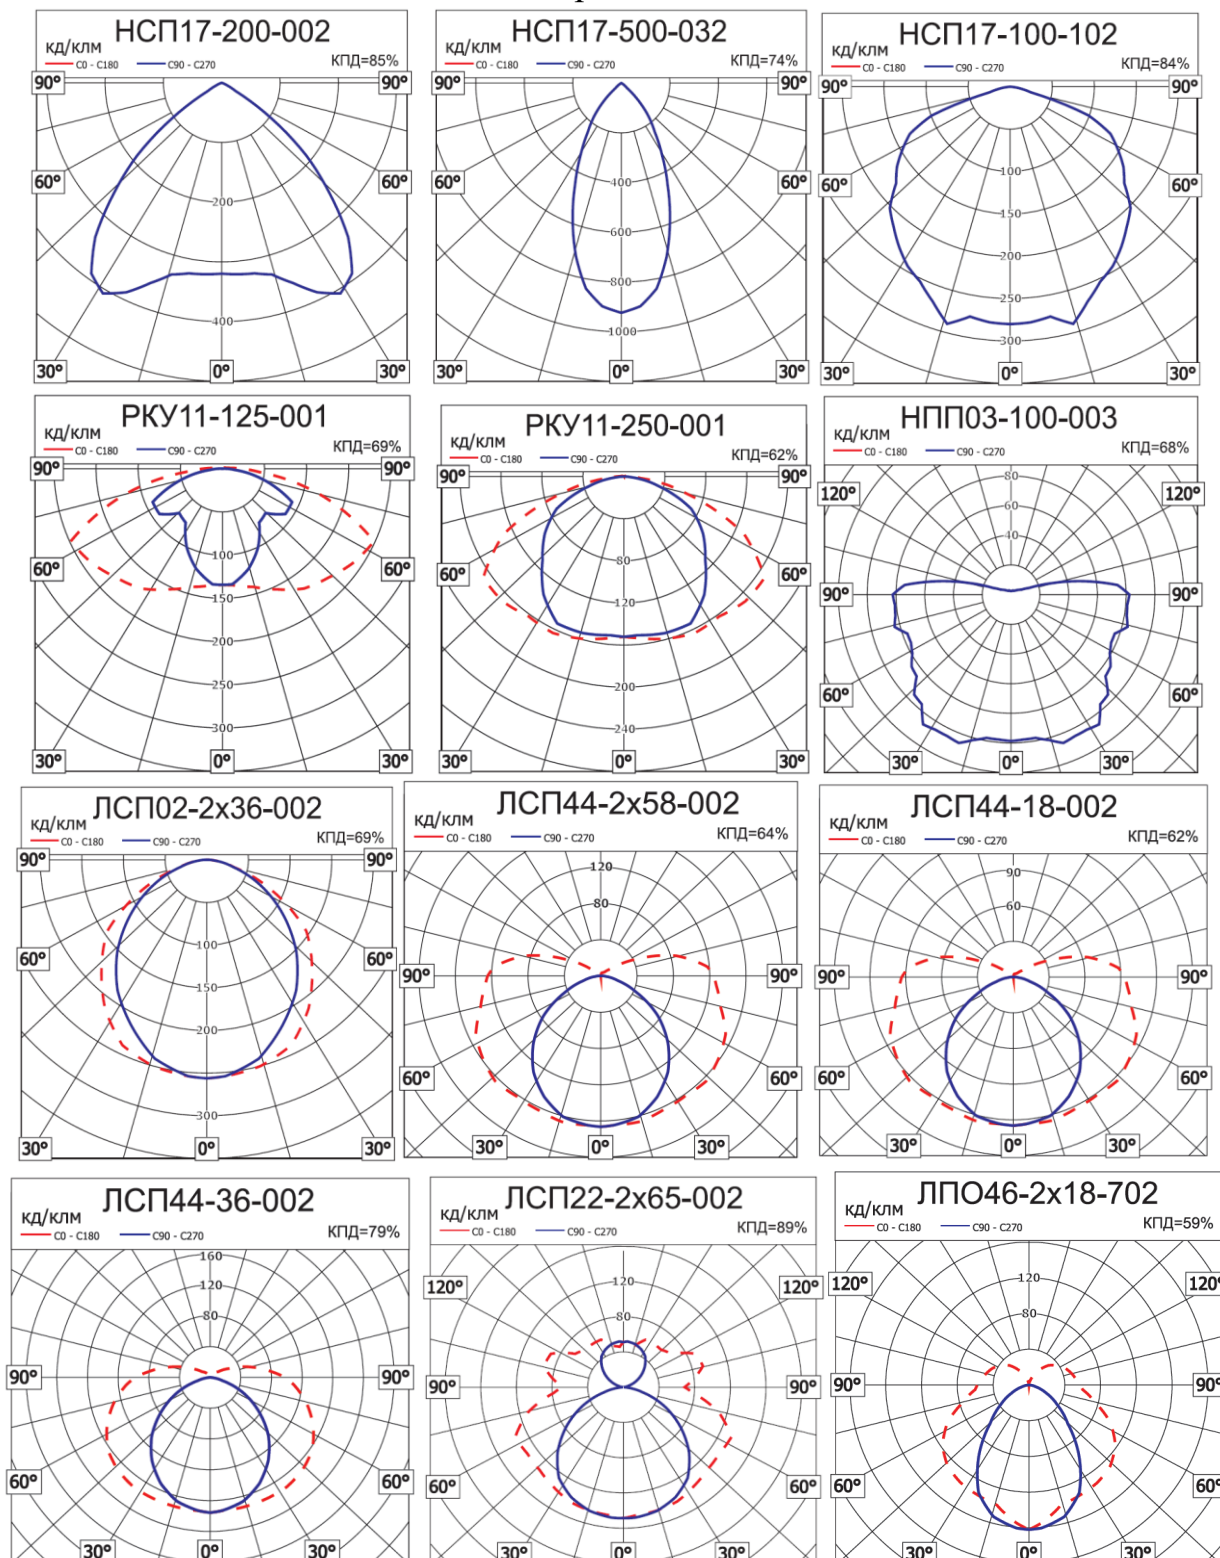 НСП17-200-002
кд/клм
C0 - C180 C90 - C270 КПД=85%
90° 90°
60° 60°
200
400
30° 0° 30°
НСП17-500-032
кд/клм
C0 - C180 C90 - C270 КПД=74%
90° 90°
400
60° 60°
600
800
1000
30° 0° 30°
НСП17-100-102
кд/клм
C0 - C180 C90 - C270 КПД=84%
90° 90°
100
60° 60°
150
200
250
300
30° 0° 30°
РКУ11-125-001
кд/клм
C0 - C180 C90 - C270 КПД=69%
90° 90°
100
60° 60°
150
200
250
300
30° 0° 30°
РКУ11-250-001
кд/клм
C0 - C180 C90 - C270 КПД=62%
90° 90°
80
60° 60°
120
200
240
30° 0° 30°
НПП03-100-003
кд/клм
C0 - C180 C90 - C270 КПД=68%
80
120° 120°
60
40
90° 90°
60° 60°
30° 0° 30°
ЛСП02-2х36-002
кд/клм
C0 - C180 C90 - C270 КПД=69%
90° 90°
100
60° 60°
150
200
300
30° 0° 30°
ЛСП44-2х58-002
кд/клм
C0 - C180 C90 - C270 КПД=64%
120
80
90° 90°
60° 60°
30° 0° 30°
ЛСП44-18-002
кд/клм
C0 - C180 C90 - C270 КПД=62%
90
60
90° 90°
60° 60°
30° 0° 30°
ЛСП44-36-002
кд/клм
C0 - C180 C90 - C270 КПД=79%
160
120
80
90° 90°
60° 60°
30° 0° 30°
ЛСП22-2х65-002
кд/клм
C0 - C180 C90 - C270 КПД=89%
120° 120 120°
80
90° 90°
60° 60°
30° 0° 30°
ЛПО46-2х18-702
кд/клм
C0 - C180 C90 - C270 КПД=59%
120° 120 120°
80
90° 90°
60° 60°
30° 0° 30°